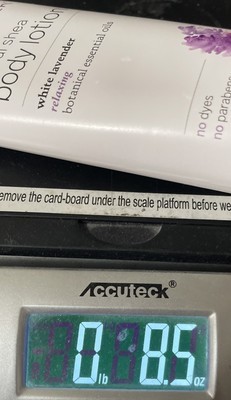 al shea
body lotion
white lavender
relaxing
botanical essential oils
no dyes
no parabens
emove the card-board under the scale platform before we
Accuteck®
0 lb 8.5 oz